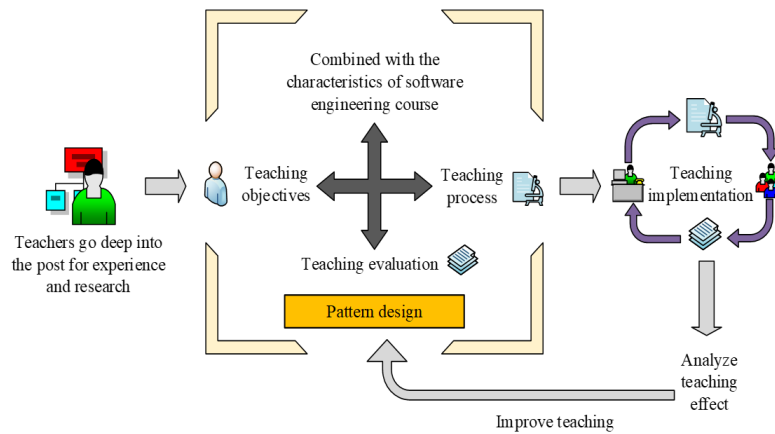 Combined with the
characteristics of software
engineering course
Teachers go deep into
the post for experience
and research
Teaching
objectives
Teaching
process
Teaching evaluation
Pattern design
Teaching
implementation
Analyze
teaching
effect
Improve teaching